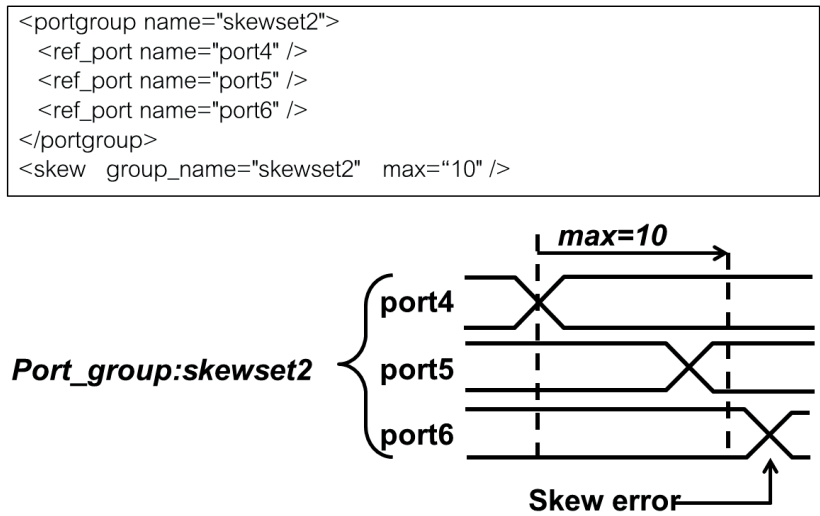 <portgroup name="skewset2">
<ref_port name="port4" />
<ref_port name="port5" />
<ref_port name="port6" />
</portgroup>
<skew group_name="skewset2" max=“10" />
max=10
port4
Port_group:skewset2
port5
port6
Skew error